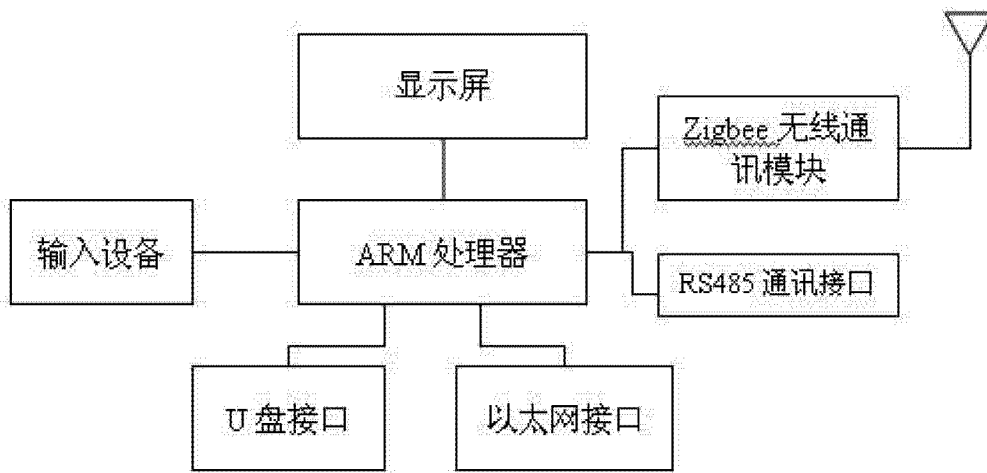 显示屏
Zigbee 无线通
讯模块
输入设备
ARM 处理器
RS485 通讯接口
U 盘接口
以太网接口